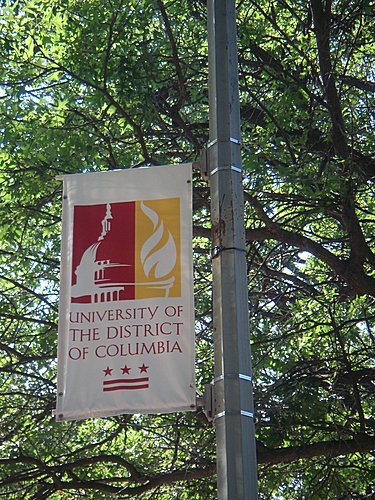 UNIVERSITY OF
THE DISTRICT
OF COLUMBIA